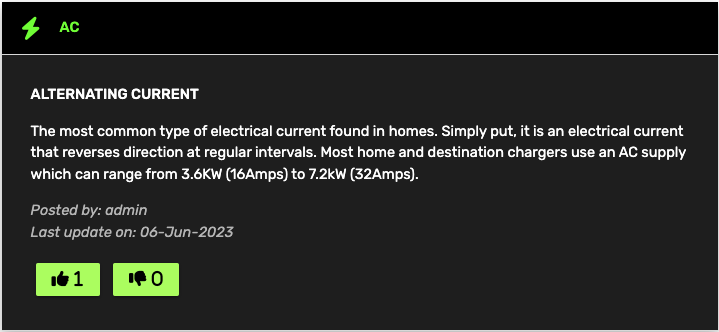 AC
ALTERNATING CURRENT
The most common type of electrical current found in homes. Simply put, it is an electrical current
that reverses direction at regular intervals. Most home and destination chargers use an AC supply
which can range from 3.6KW (16Amps) to 7.2kW (32Amps).
Posted by: admin
Last update on: 06-Jun-2023
1 0